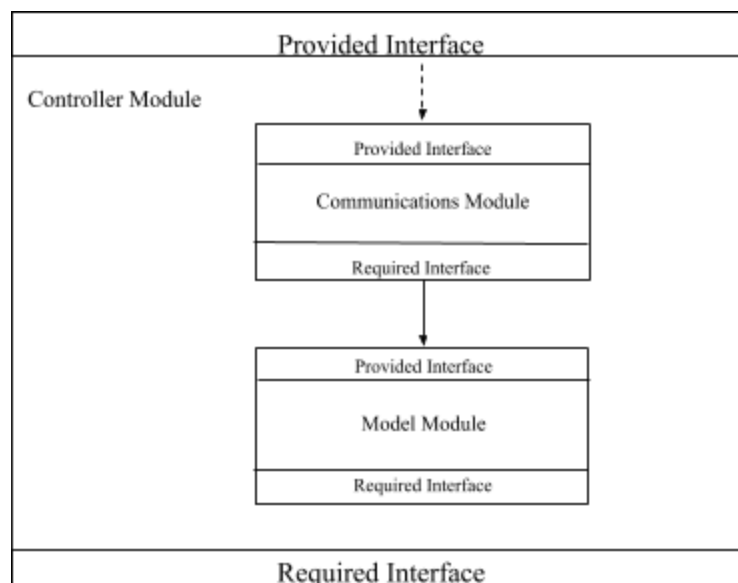 Provided Interface
Controller Module
Provided Interface
Communications Module
Required Interface
Provided Interface
Model Module
Required Interface
Required Interface